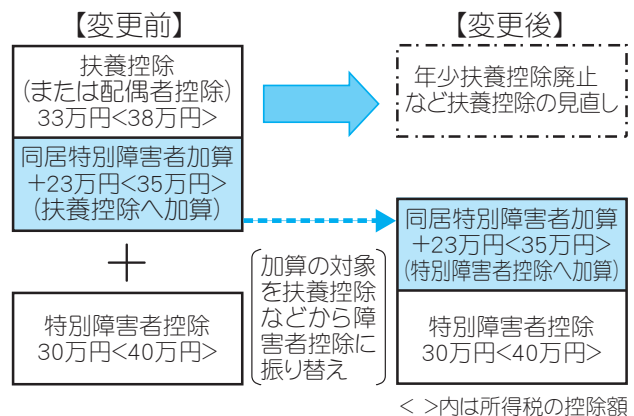 【変更前】
扶養控除
(または配偶者控除)
33万円<38万円>
同居特別障害者加算
+23万円<35万円>
(扶養控除へ加算)
+
特別障害者控除
30万円<40万円>
加算の対象
を扶養控除
などから障
害者控除に
振り替え
【変更後】
年少扶養控除廃止
など扶養控除の見直し
同居特別障害者加算
+23万円<35万円>
(特別障害者控除へ加算)
特別障害者控除
30万円<40万円>
< >内は所得税の控除額